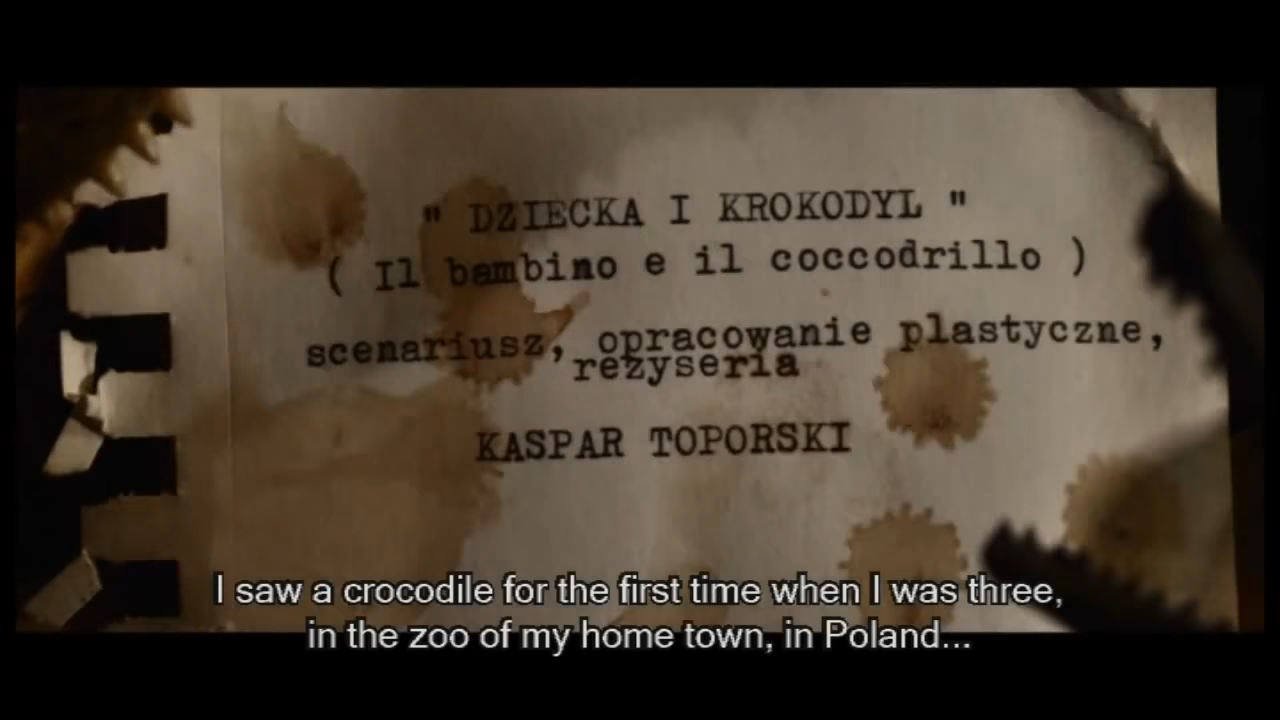 " DZIECKA I KROKODYL "
( Il bambino e il coccodrillo )
scenariusz, opracowanie plastyczne,
reżyseria
KASPAR TOPORSKI
I saw a crocodile for the first time when I was three,
in the zoo of my home town, in Poland...